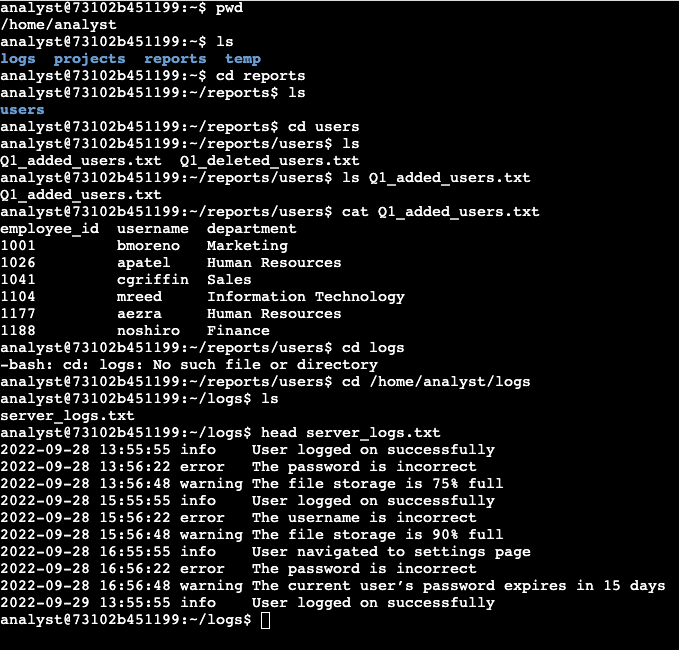 analyst@73102b451199:~$ pwd
/home/analyst
analyst@73102b451199:~$ ls
logs  projects  reports  temp
analyst@73102b451199:~$ cd reports
analyst@73102b451199:~/reports$ ls
users
analyst@73102b451199:~/reports$ cd users
analyst@73102b451199:~/reports/users$ ls
Q1_added_users.txt  Q1_deleted_users.txt
analyst@73102b451199:~/reports/users$ ls Q1_added_users.txt
Q1_added_users.txt
analyst@73102b451199:~/reports/users$ cat Q1_added_users.txt
employee_id  username  department
1001         bmoreno   Marketing
1026         apatel    Human Resources
1041         cgriffin  Sales
1104         mreed     Information Technology
1177         aezra     Human Resources
1188         noshiro   Finance
analyst@73102b451199:~/reports/users$ cd logs
-bash: cd: logs: No such file or directory
analyst@73102b451199:~/reports/users$ cd /home/analyst/logs
analyst@73102b451199:~/logs$ ls
server_logs.txt
analyst@73102b451199:~/logs$ head server_logs.txt
2022-09-28 13:55:55 info    User logged on successfully
2022-09-28 13:56:22 error   The password is incorrect
2022-09-28 13:56:48 warning The file storage is 75% full
2022-09-28 15:55:55 info    User logged on successfully
2022-09-28 15:56:22 error   The username is incorrect
2022-09-28 15:56:48 warning The file storage is 90% full
2022-09-28 16:55:55 info    User navigated to settings page
2022-09-28 16:56:22 error   The password is incorrect
2022-09-28 16:56:48 warning The current user’s password expires in 15 days
2022-09-29 13:55:55 info    User logged on successfully
analyst@73102b451199:~/logs$